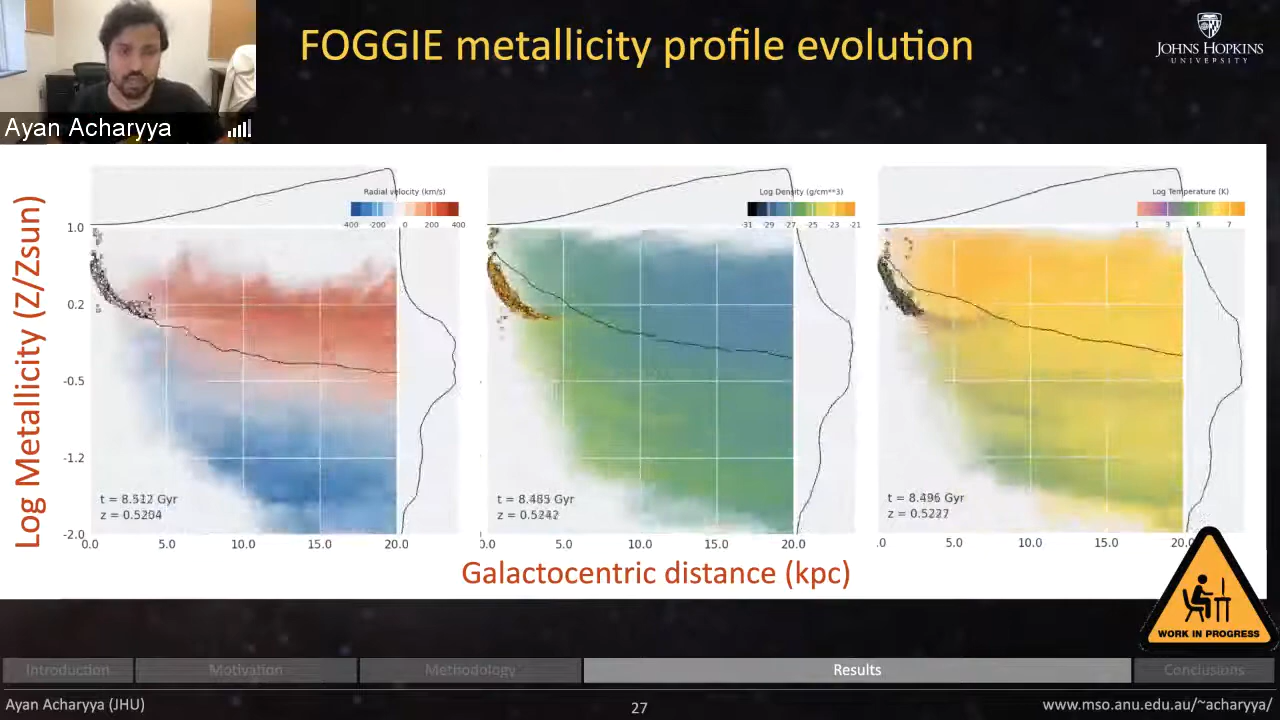 FOGGIE metallicity profile evolution
JOHNS HOPKINS
UNIVERSITY
Ayan Acharyya
Log Metallicity (Z/Zsun)
Radial velocity (km/s)
-400 -200 0 200 400
1.0
0.2
-0.5
-1.2
-2.0
t = 8.512 Gyr
z = 0.5204
0.0 5.0 10.0 15.0 20.0
Log Density (g/cm**3)
-31 -29 -27 -25 -23 -21
t = 8.485 Gyr
z = 0.5242
0.0 5.0 10.0 15.0 20.0
Log Temperature (K)
1 3 5 7
t = 8.496 Gyr
z = 0.5227
.0 5.0 10.0 15.0 20.0
Galactocentric distance (kpc)
WORK IN PROGRESS
Introduction Motivation Methodology Results Conclusions
Ayan Acharyya (JHU) 27 www.mso.anu.edu.au/~acharyya/